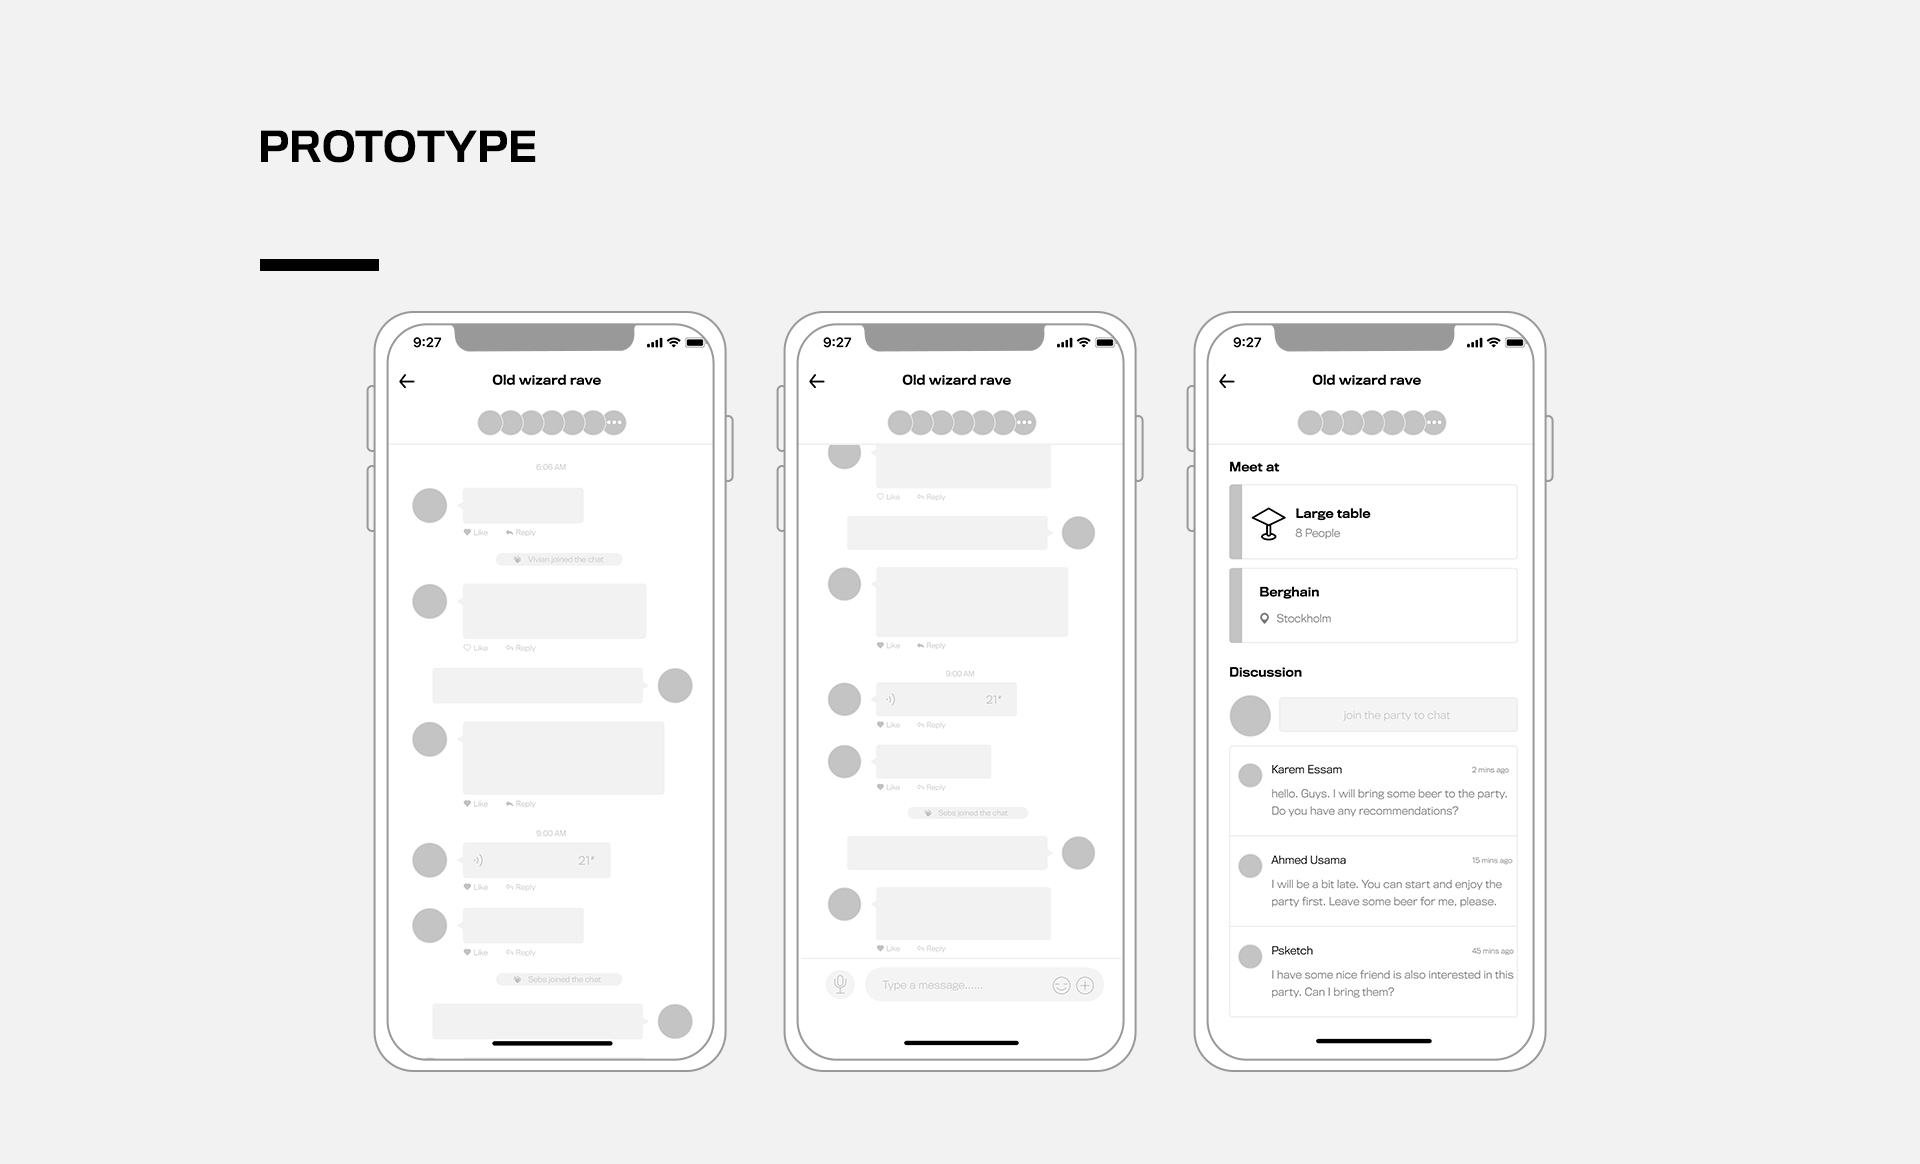 PROTOTYPE
9:27
Old wizard rave
6:06 AM
Like Reply
Vivian joined the chat
Like Reply
Like Reply
9:00 AM
21"
Like Reply
Like Reply
Sebs joined the chat
9:27
Old wizard rave
Like Reply
Like Reply
9:00 AM
21"
Like Reply
Like Reply
Sebs joined the chat
Like Reply
Type a message......
9:27
Old wizard rave
Meet at
Large table
8 People
Berghain
Stockholm
Discussion
join the party to chat
Karem Essam 2 mins ago
hello. Guys. I will bring some beer to the party.
Do you have any recommendations?
Ahmed Usama 15 mins ago
I will be a bit late. You can start and enjoy the
party first. Leave some beer for me, please.
Psketch 45 mins ago
I have some nice friend is also interested in this
party. Can I bring them?